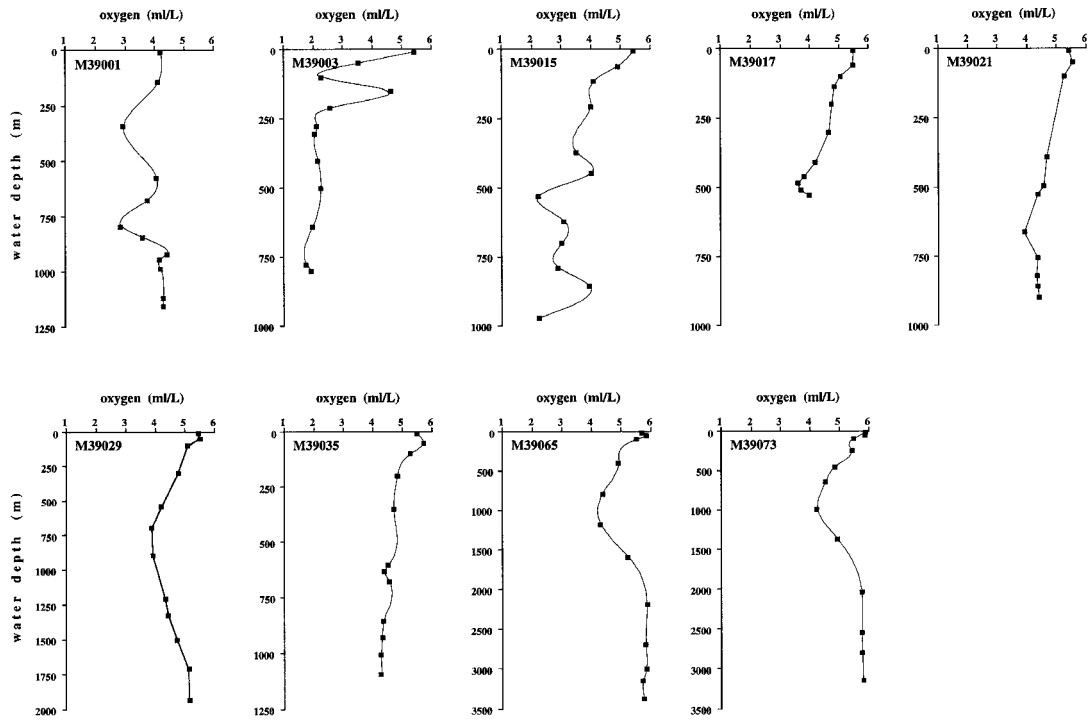 oxygen (ml/L) oxygen (ml/L) oxygen (ml/L) oxygen (ml/L) oxygen (ml/L)
1 2 3 4 5 6 1 2 3 4 5 6 1 2 3 4 5 6 1 2 3 4 5 6 1 2 3 4 5 6
M39001 M39003 M39015 M39017 M39021
water depth (m)
0 0 0 0 0
250 250 250 250 250
500 500 500 500 500
750 750 750 750 750
1000 1000 1000 1000 1000
1250
oxygen (ml/L) oxygen (ml/L) oxygen (ml/L) oxygen (ml/L)
1 2 3 4 5 6 1 2 3 4 5 6 1 2 3 4 5 6 1 2 3 4 5 6
M39029 M39035 M39065 M39073
water depth (m)
0 0 0 0
250 250 500 500
500 500 1000 1000
750 750 1500 1500
1000 1000 2000 2000
1250 1250 2500 2500
1500 3000 3000
1750 3500 3500
2000